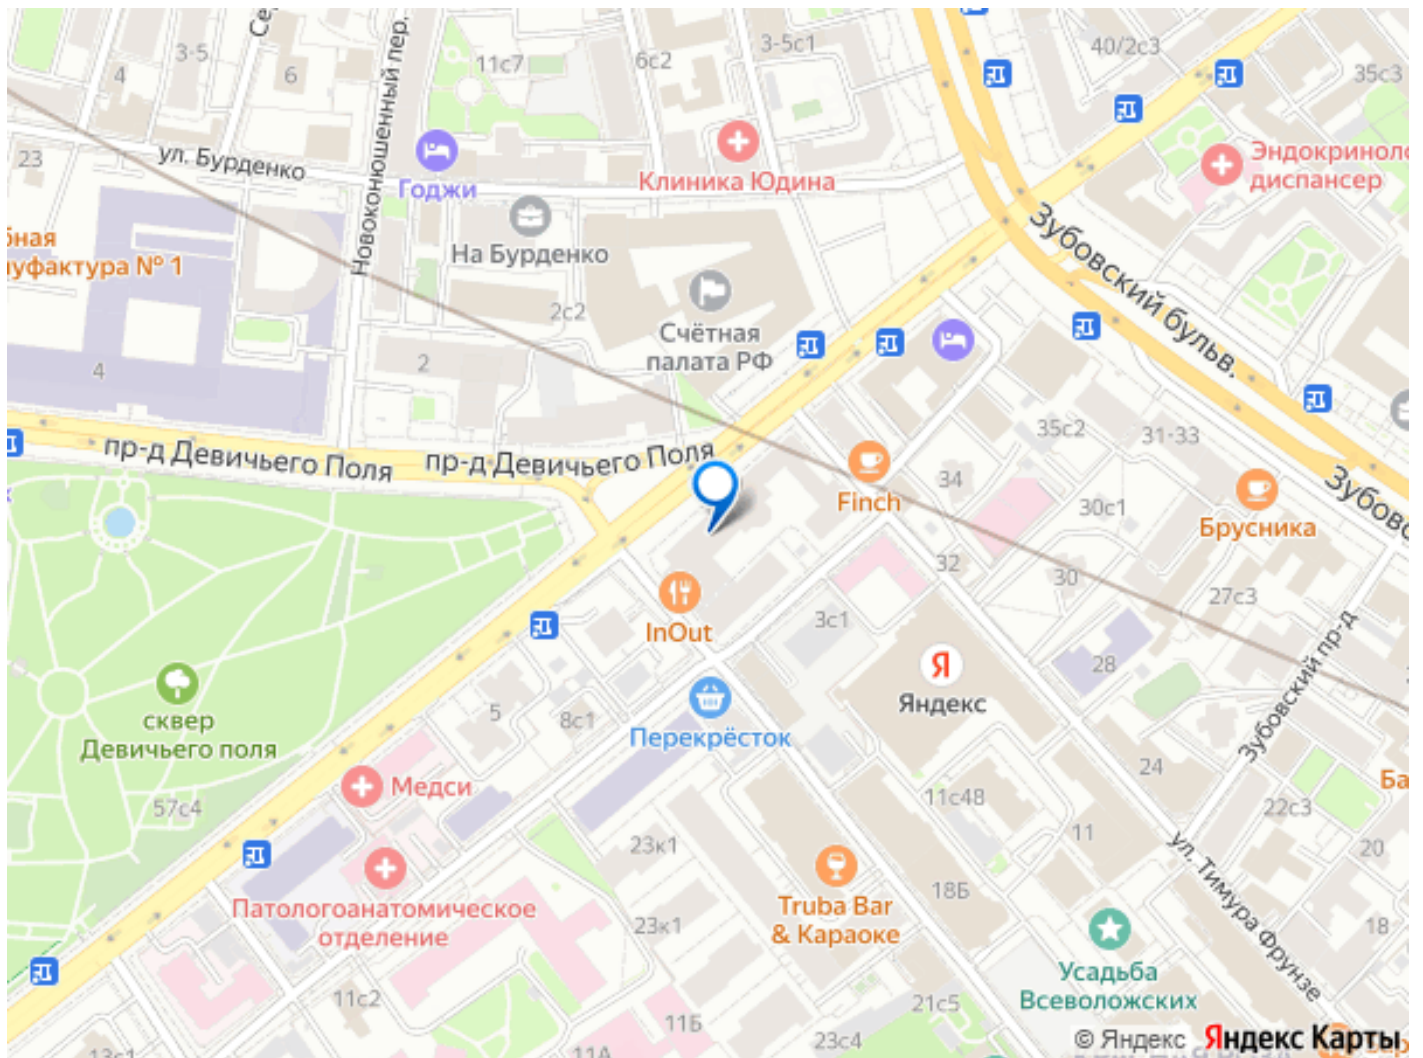 3-5
4
6
11с7
6с2
3-5с1
40/2с3
35с3
Новоконюшенный пер.
23
ул. Бурденко
Годжи
Клиника Юдина
Эндокриноло
диспансер
На Бурденко
Зубовский бульв.
бная
нуфактура № 1
2с2
Счётная
палата РФ
4
2
пр-д Девичьего Поля
пр-д Девичьего Поля
35с2
31-33
34
Finch
30с1
Брусника
Зубовс
32
30
27с3
InOut
3с1
28
Яндекс
сквер
Девичьего поля
5
8с1
Перекрёсток
Зубовский пр-д
57с4
Медси
24
11с48
11
22с3
Ба
20
23к1
ул. Тимура Фрунзе
18Б
Truba Bar
& Караоке
Патологоанатомическое
отделение
23к1
18
Усадьба
Всеволожских
11с2
21с5
11Б
23с4
13с1
11А
© Яндекс Яндекс Карты